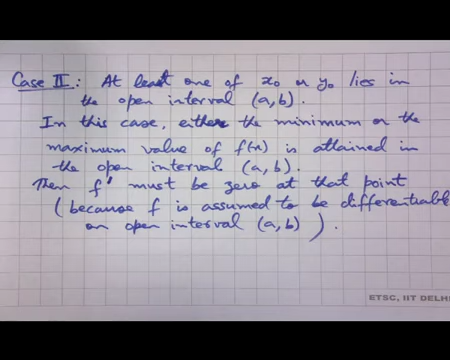 Case II : At least one of x₀ or y₀ lies in
the open interval (a, b).
In this case, either the minimum or the
maximum value of f(x) is attained in
the open interval (a, b).
Then f' must be zero at that point
(because f is assumed to be differentiable
on open interval (a, b) ).
ETSC, IIT DELHI